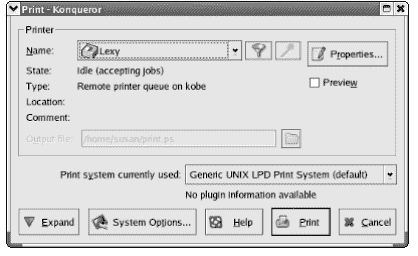 Print - Konqueror
Printer
Name: Lexy
Properties...
State: Idle (accepting jobs)
Type: Remote printer queue on kobe
Preview
Location:
Comment:
Output file: /home/susan/print.ps
Print system currently used: Generic UNIX LPD Print System (default)
No plugin information available
Expand System Options... Help Print Cancel